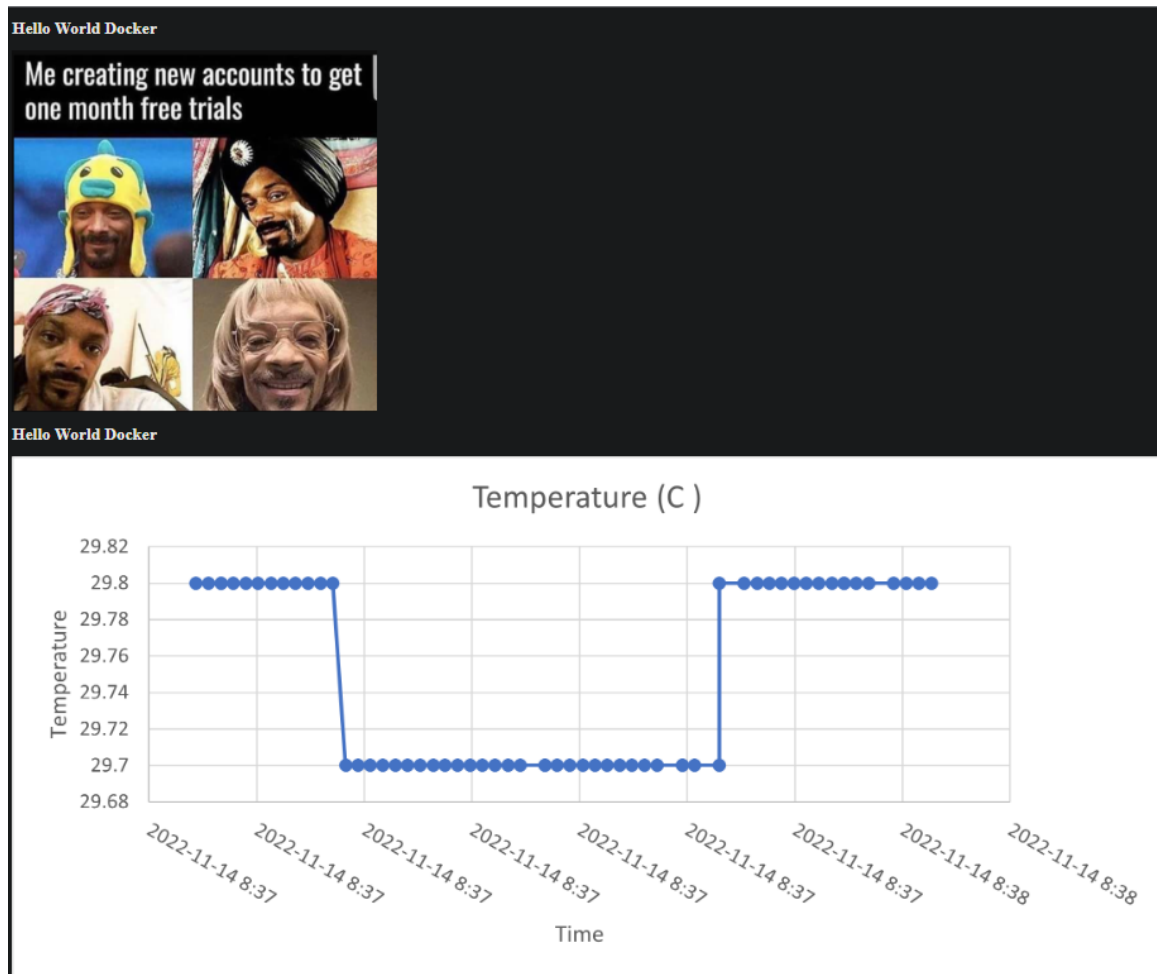 Hello World Docker
Me creating new accounts to get
one month free trials
Hello World Docker
Temperature (C )
29.82
29.8
29.78
29.76
29.74
29.72
29.7
29.68
Temperature
2022-11-14 8:37
2022-11-14 8:37
2022-11-14 8:37
2022-11-14 8:37
2022-11-14 8:37
2022-11-14 8:37
2022-11-14 8:37
2022-11-14 8:38
2022-11-14 8:38
Time